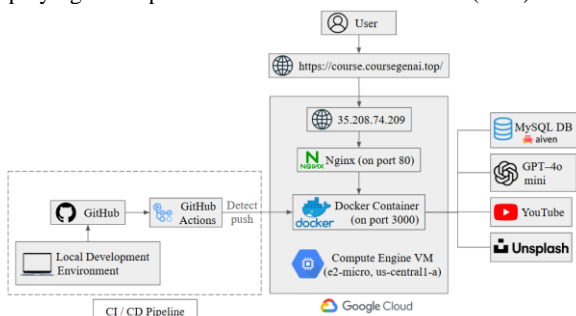 User
https://course.coursegenai.top/
35.208.74.209
NGINX
Nginx (on port 80)
MySQL DB
aiven
GPT–4o
mini
GitHub
GitHub
Actions
Detect
push
docker
Docker Container
(on port 3000)
YouTube
Unsplash
Local Development
Environment
Compute Engine VM
(e2-micro, us-central1-a)
Google Cloud
CI / CD Pipeline